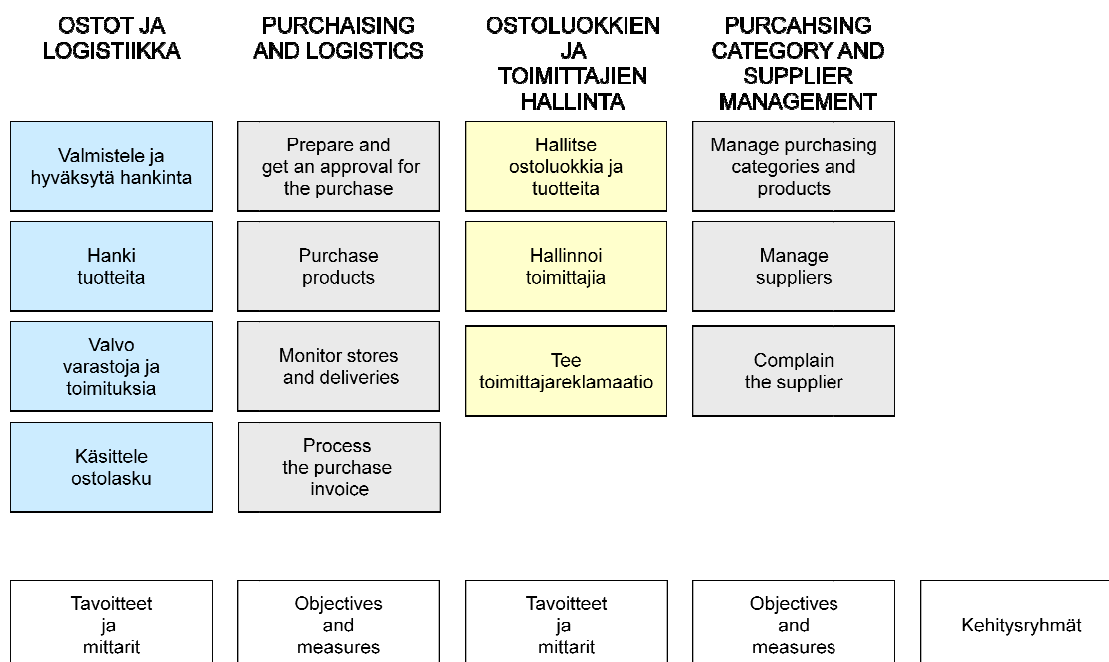 OSTOT JA
LOGISTIIKKA
PURCHAISING
AND LOGISTICS
OSTOLUOKKIEN
JA
TOIMITTAJIEN
HALLINTA
PURCAHSING
CATEGORY AND
SUPPLIER
MANAGEMENT
Valmistele ja
hyväksytä hankinta
Prepare and
get an approval for
the purchase
Hallitse
ostoluokkia ja
tuotteita
Manage purchasing
categories and
products
Hanki
tuotteita
Purchase
products
Hallinnoi
toimittajia
Manage
suppliers
Valvo
varastoja ja
toimituksia
Monitor stores
and deliveries
Tee
toimittajareklamaatio
Complain
the supplier
Käsittele
ostolasku
Process
the purchase
invoice
Tavoitteet
ja
mittarit
Objectives
and
measures
Tavoitteet
ja
mittarit
Objectives
and
measures
Kehitysryhmät